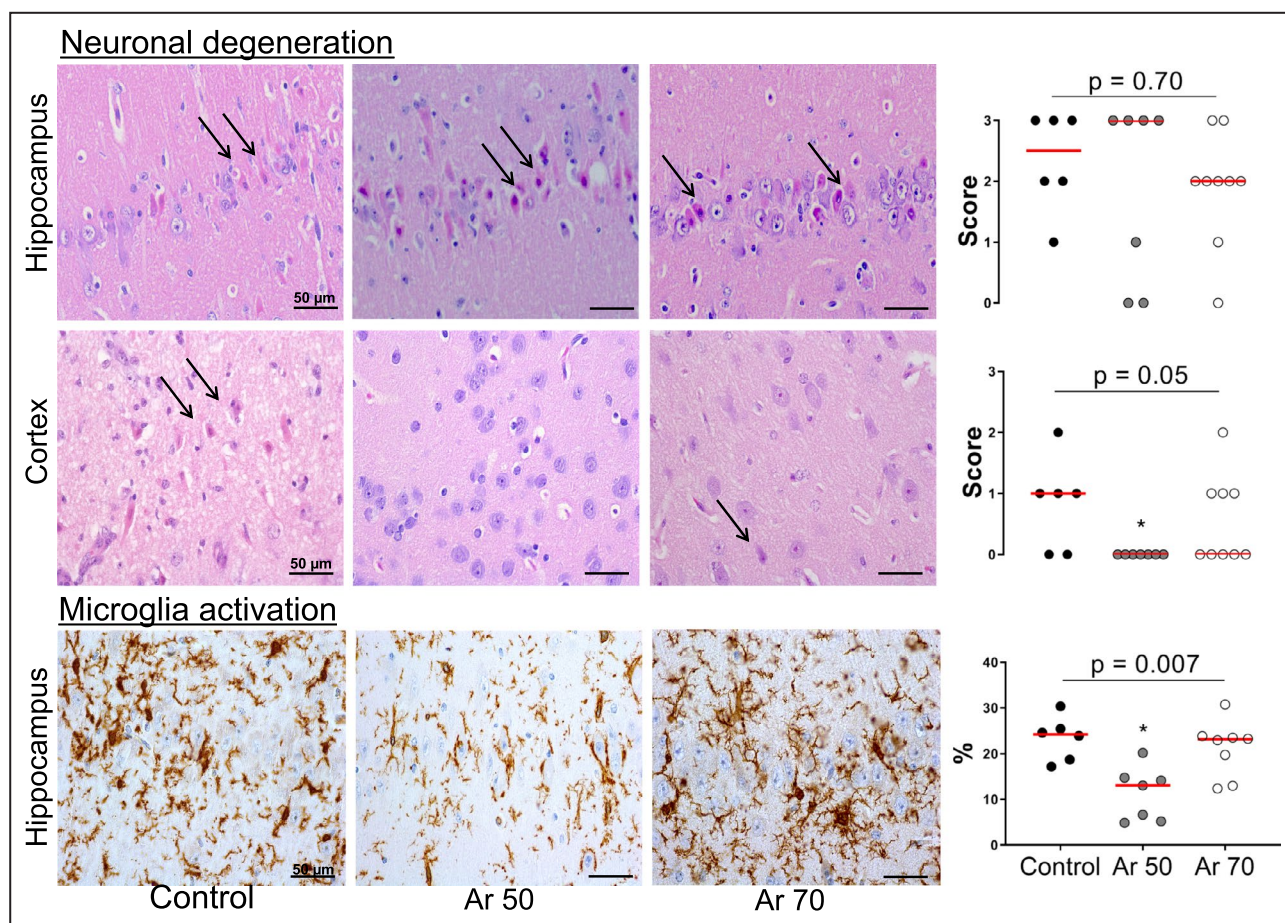 Neuronal degeneration
Hippocampus
50 µm
p = 0.70
Score
3
2
1
0
Cortex
50 µm
p = 0.05
Score
3
2
1
0
*
Microglia activation
Hippocampus
50 µm
p = 0.007
%
40
30
20
10
0
*
Control Ar 50 Ar 70
Control Ar 50 Ar 70